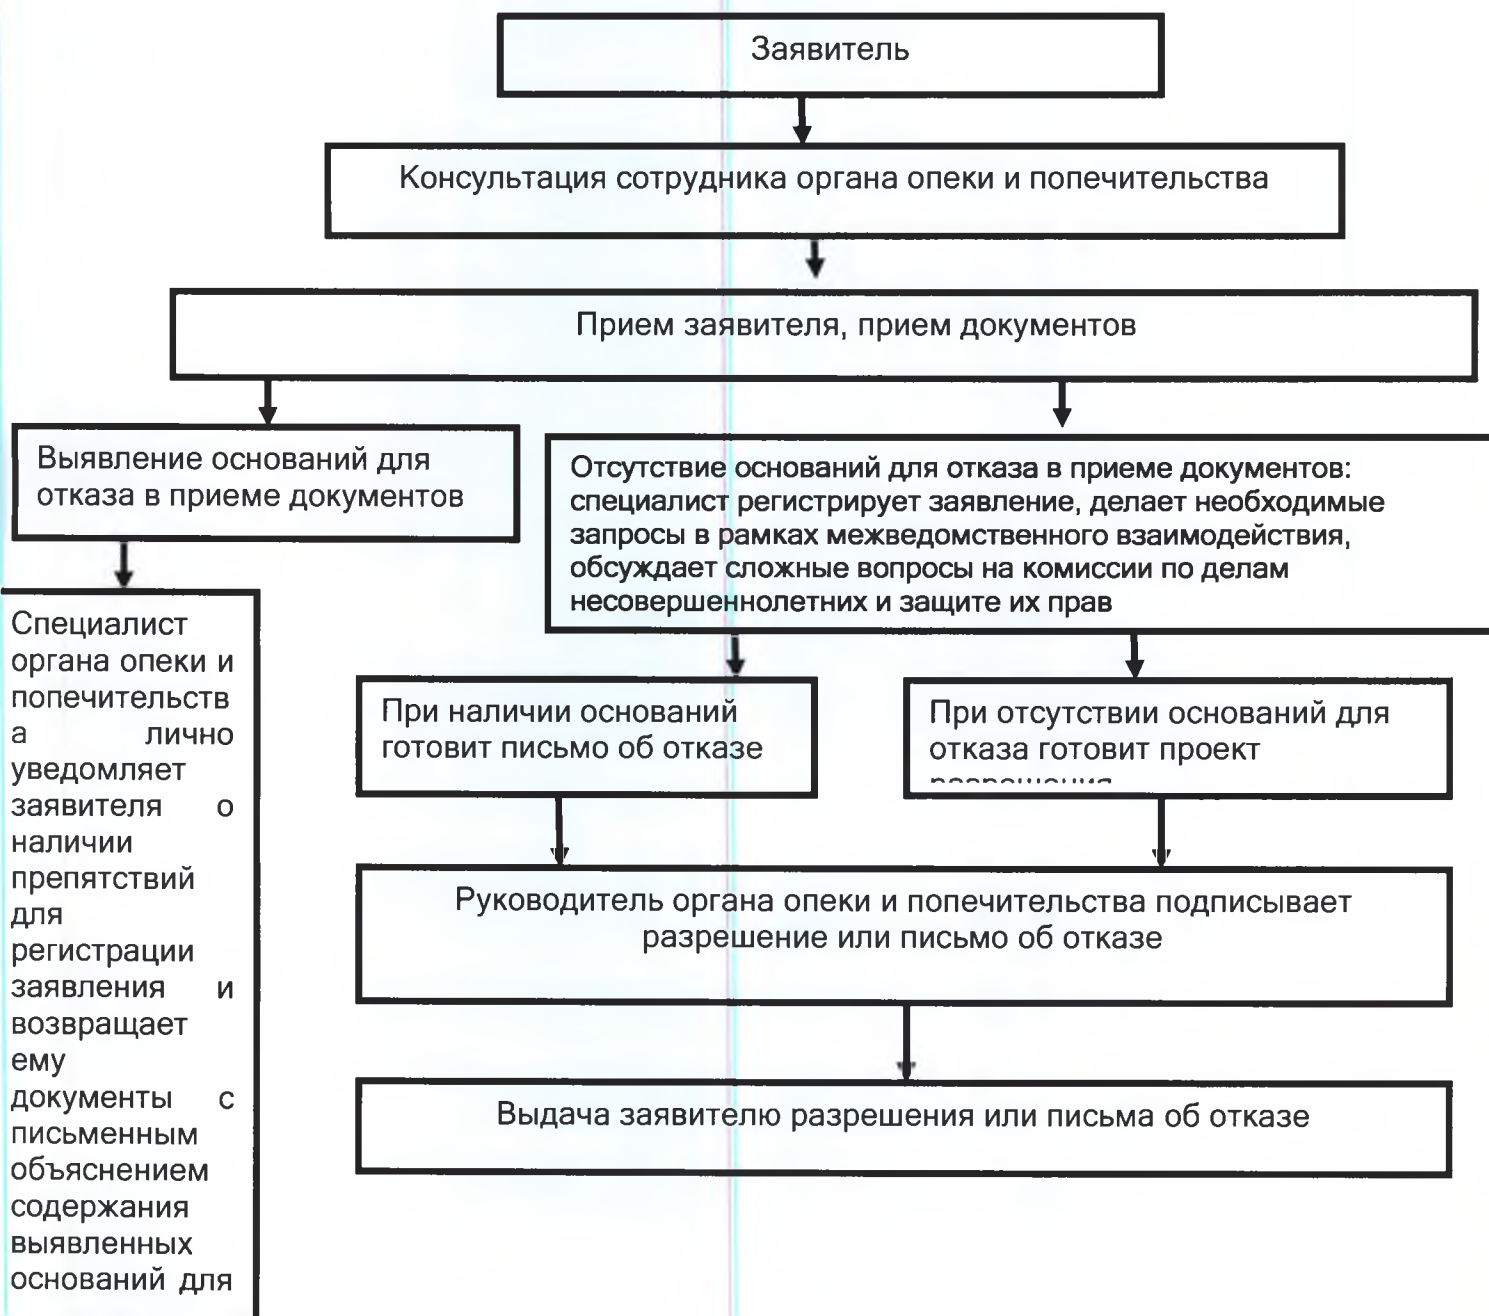 Заявитель
Консультация сотрудника органа опеки и попечительства
Прием заявителя, прием документов
Выявление оснований для
отказа в приеме документов
Отсутствие оснований для отказа в приеме документов:
специалист регистрирует заявление, делает необходимые
запросы в рамках межведомственного взаимодействия,
обсуждает сложные вопросы на комиссии по делам
несовершеннолетних и защите их прав
Специалист
органа опеки и
попечительств
а лично
уведомляет
заявителя о
наличии
препятствий
для
регистрации
заявления и
возвращает
ему
документы с
письменным
объяснением
содержания
выявленных
оснований для
При наличии оснований
готовит письмо об отказе
При отсутствии оснований для
отказа готовит проект
Руководитель органа опеки и попечительства подписывает
разрешение или письмо об отказе
Выдача заявителю разрешения или письма об отказе